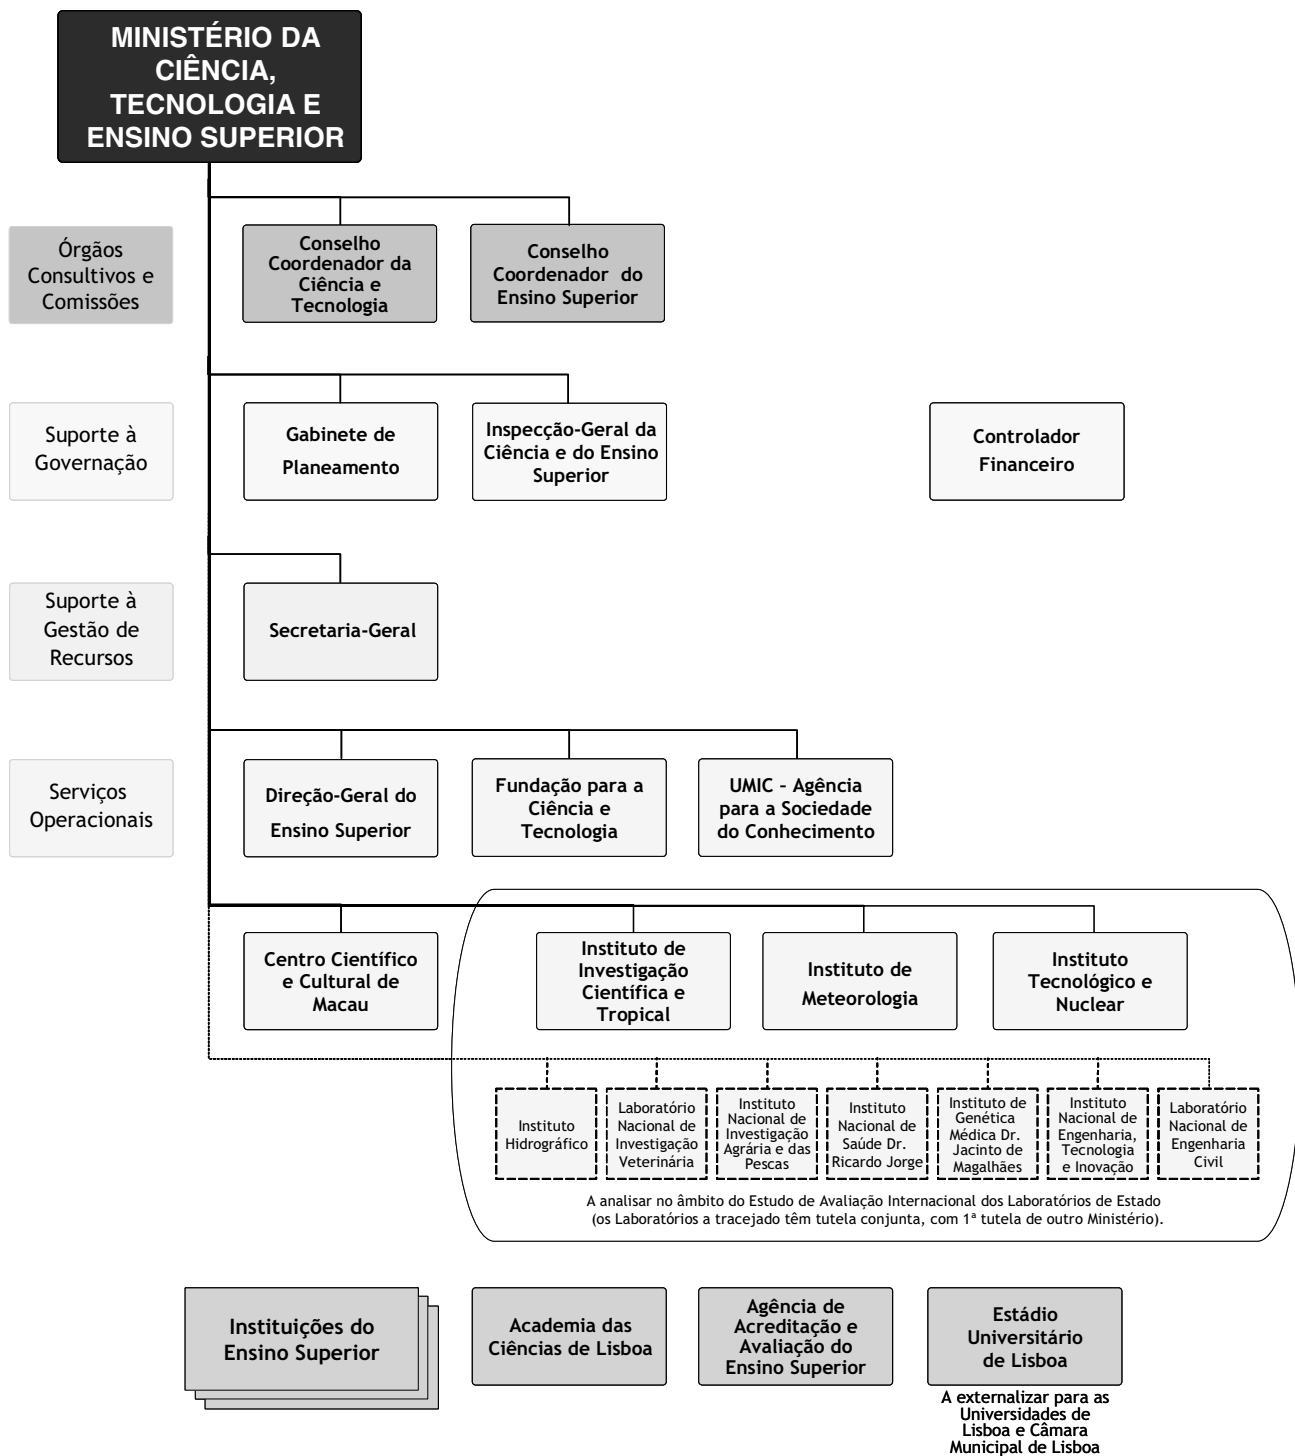 MINISTÉRIO DA
CIÊNCIA,
TECNOLOGIA E
ENSINO SUPERIOR
Órgãos
Consultivos e
Comissões
Conselho
Coordenador da
Ciência e
Tecnologia
Conselho
Coordenador do
Ensino Superior
Suporte à
Governação
Gabinete de
Planeamento
Inspecção-Geral da
Ciência e do Ensino
Superior
Controlador
Financeiro
Suporte à
Gestão de
Recursos
Secretaria-Geral
Serviços
Operacionais
Direção-Geral do
Ensino Superior
Fundação para a
Ciência e
Tecnologia
UMIC – Agência
para a Sociedade
do Conhecimento
Centro Científico
e Cultural de
Macau
Instituto de
Investigação
Científica e
Tropical
Instituto de
Meteorologia
Instituto
Tecnológico e
Nuclear
Instituto
Hidrográfico
Laboratório
Nacional de
Investigação
Veterinária
Instituto
Nacional de
Investigação
Agrária e das
Pescas
Instituto
Nacional de
Saúde Dr.
Ricardo Jorge
Instituto de
Genética
Médica Dr.
Jacinto de
Magalhães
Instituto
Nacional de
Engenharia,
Tecnologia
e Inovação
Laboratório
Nacional de
Engenharia
Civil
A analisar no âmbito do Estudo de Avaliação Internacional dos Laboratórios de Estado
(os Laboratórios a tracejado têm tutela conjunta, com 1ª tutela de outro Ministério).
Instituições do
Ensino Superior
Academia das
Ciências de Lisboa
Agência de
Acreditação e
Avaliação do
Ensino Superior
Estádio
Universitário
de Lisboa
A externalizar para as
Universidades de
Lisboa e Câmara
Municipal de Lisboa